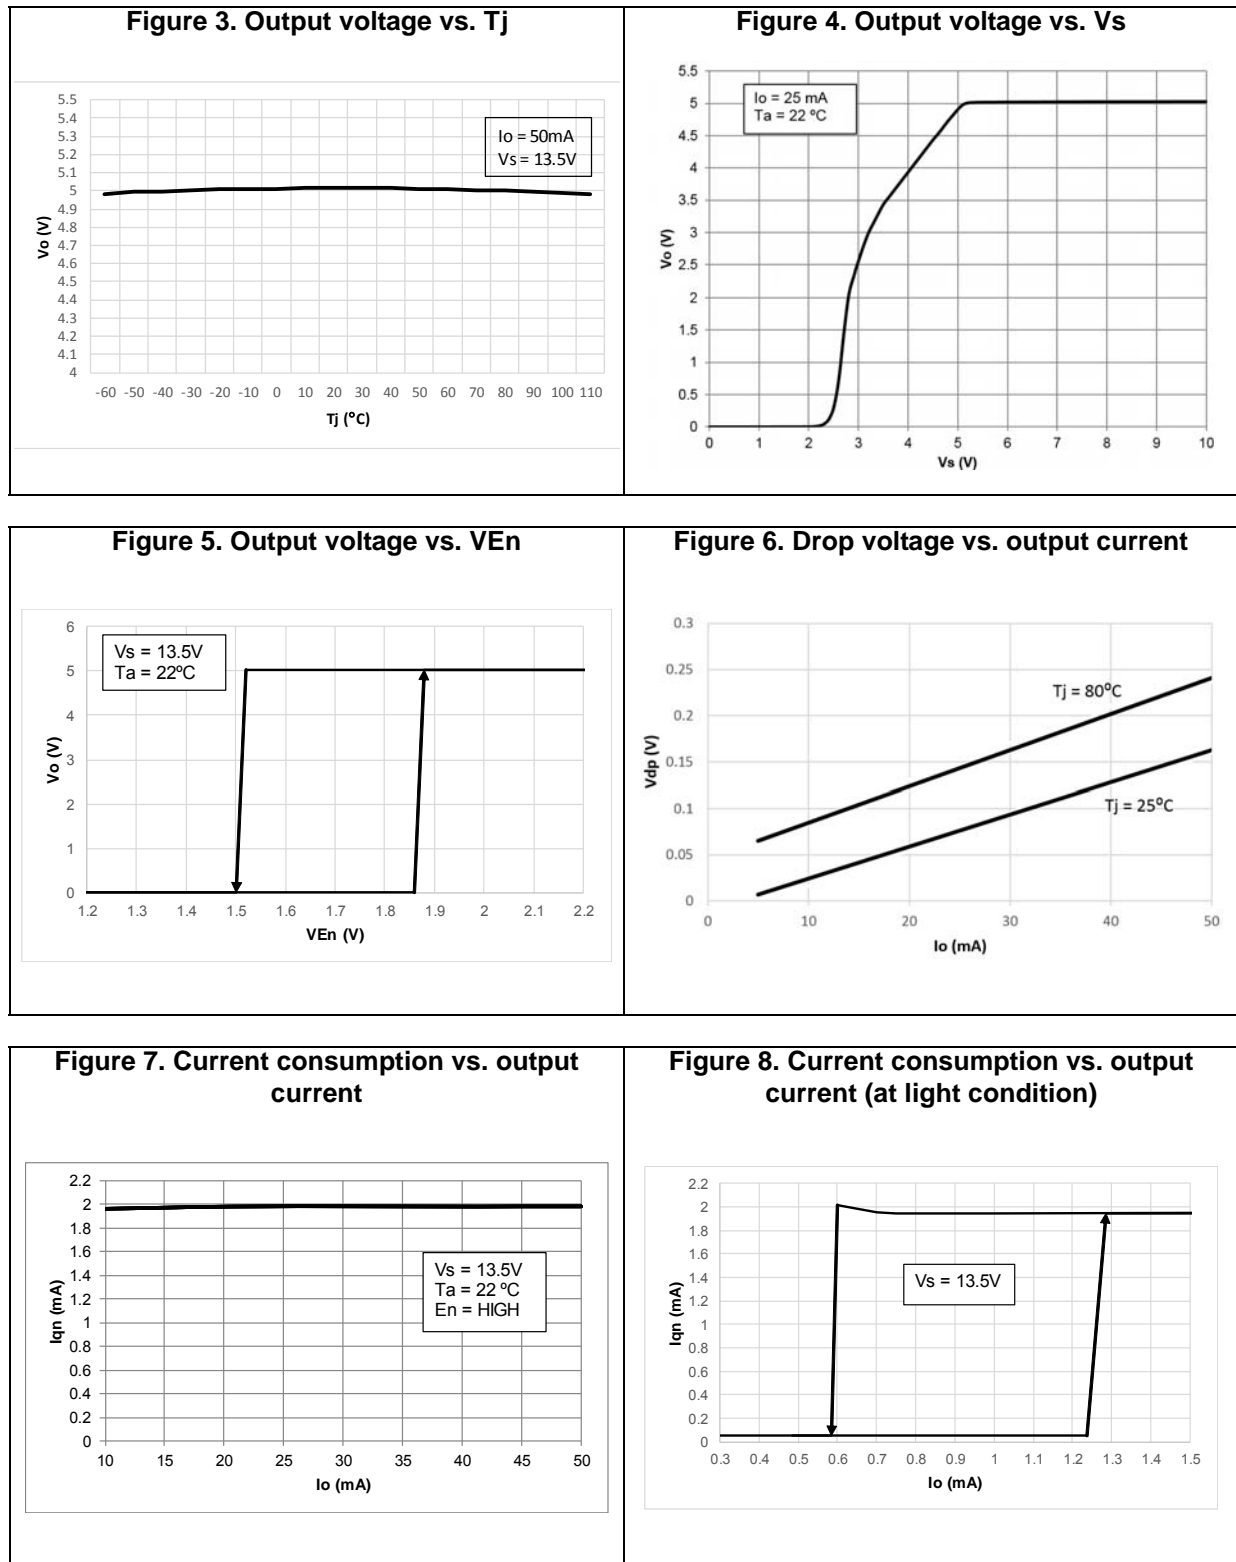 Figure 3. Output voltage vs. Tj
5.5
5.4
5.3
5.2
5.1
5
4.9
4.8
4.7
4.6
4.5
4.4
4.3
4.2
4.1
4
Vo (V)
Io = 50mA
Vs = 13.5V
-60 -50 -40 -30 -20 -10 0 10 20 30 40 50 60 70 80 90 100 110
Tj (°C)
Figure 4. Output voltage vs. Vs
5.5
5
4.5
4
3.5
3
2.5
2
1.5
1
0.5
0
Vo (V)
Io = 25 mA
Ta = 22 ºC
0 1 2 3 4 5 6 7 8 9 10
Vs (V)
Figure 5. Output voltage vs. VEn
6
5
4
3
2
1
0
Vo (V)
Vs = 13.5V
Ta = 22ºC
1.2 1.3 1.4 1.5 1.6 1.7 1.8 1.9 2 2.1 2.2
VEn (V)
Figure 6. Drop voltage vs. output current
0.3
0.25
0.2
0.15
0.1
0.05
0
Vdp (V)
Tj = 80ºC
Tj = 25ºC
0 10 20 30 40 50
Io (mA)
Figure 7. Current consumption vs. output
current
2.2
2
1.8
1.6
1.4
1.2
1
0.8
0.6
0.4
0.2
0
Iqn (mA)
Vs = 13.5V
Ta = 22 ºC
En = HIGH
10 15 20 25 30 35 40 45 50
Io (mA)
Figure 8. Current consumption vs. output
current (at light condition)
2.2
2
1.8
1.6
1.4
1.2
1
0.8
0.6
0.4
0.2
0
Iqn (mA)
Vs = 13.5V
0.3 0.4 0.5 0.6 0.7 0.8 0.9 1 1.1 1.2 1.3 1.4 1.5
Io (mA)